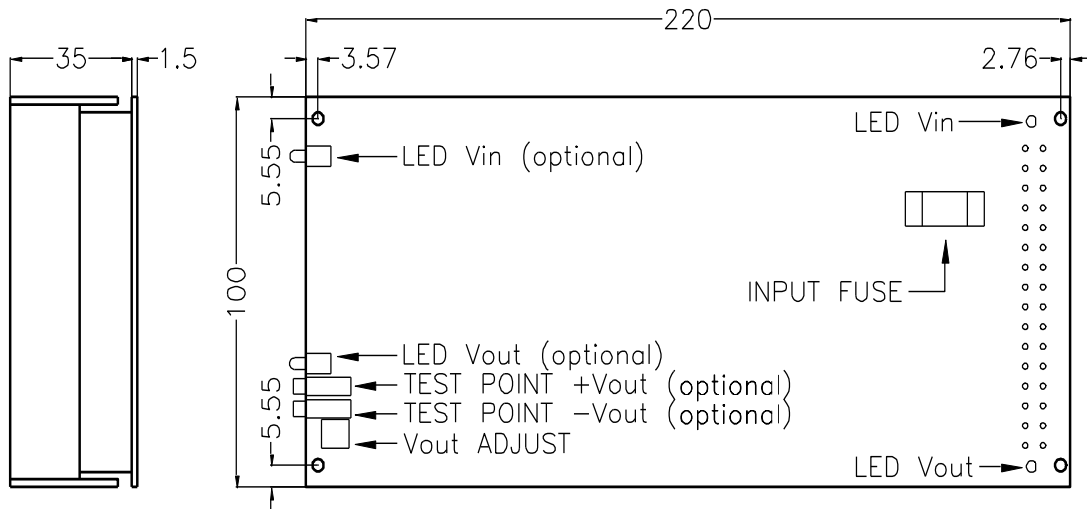 220
35
1.5
3.57
2.76
LED Vin
5.55
LED Vin (optional)
100
INPUT FUSE
LED Vout (optional)
TEST POINT +Vout (optional)
TEST POINT −Vout (optional)
5.55
Vout ADJUST
LED Vout